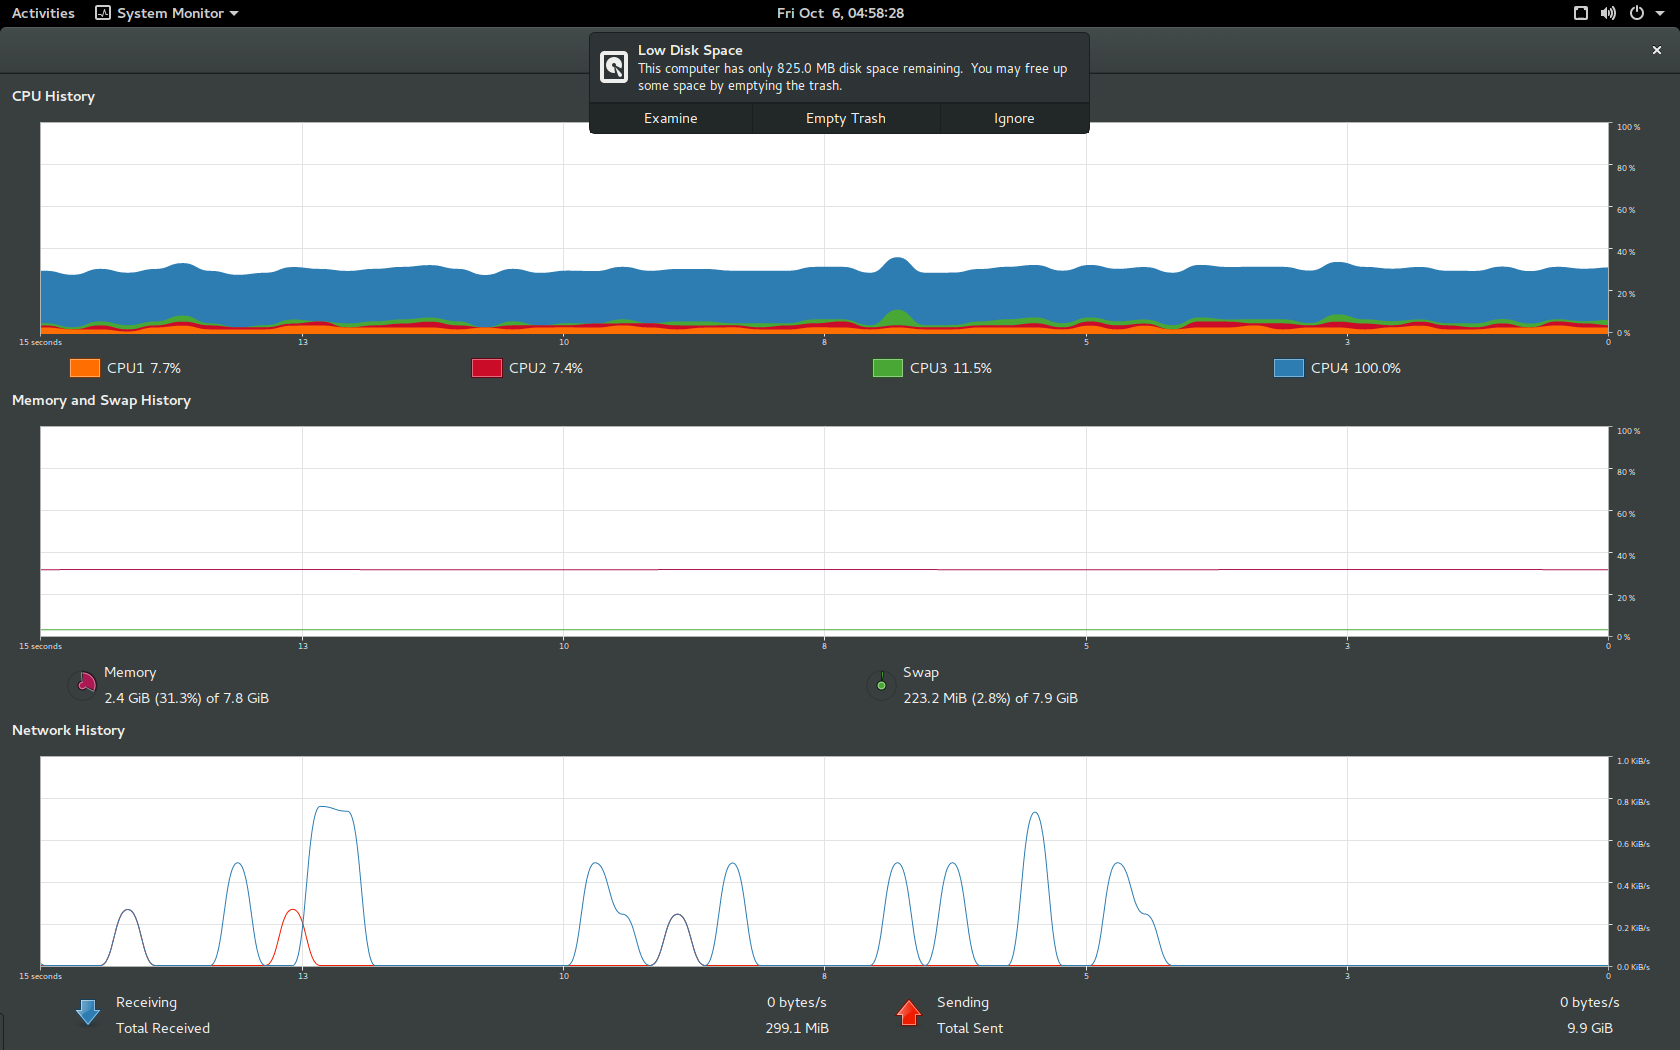 Activities
System Monitor
Fri Oct 6, 04:58:28
Low Disk Space
This computer has only 825.0 MB disk space remaining. You may free up
some space by emptying the trash.
Examine
Empty Trash
Ignore
CPU History
100 %
80 %
60 %
40 %
20 %
0 %
15 seconds
13
10
8
5
3
0
CPU1 7.7%
CPU2 7.4%
CPU3 11.5%
CPU4 100.0%
Memory and Swap History
100 %
80 %
60 %
40 %
20 %
0 %
15 seconds
13
10
8
5
3
0
Memory
2.4 GiB (31.3%) of 7.8 GiB
Swap
223.2 MiB (2.8%) of 7.9 GiB
Network History
1.0 KiB/s
0.8 KiB/s
0.6 KiB/s
0.4 KiB/s
0.2 KiB/s
0.0 KiB/s
15 seconds
13
10
8
5
3
0
Receiving
0 bytes/s
Total Received
299.1 MiB
Sending
0 bytes/s
Total Sent
9.9 GiB